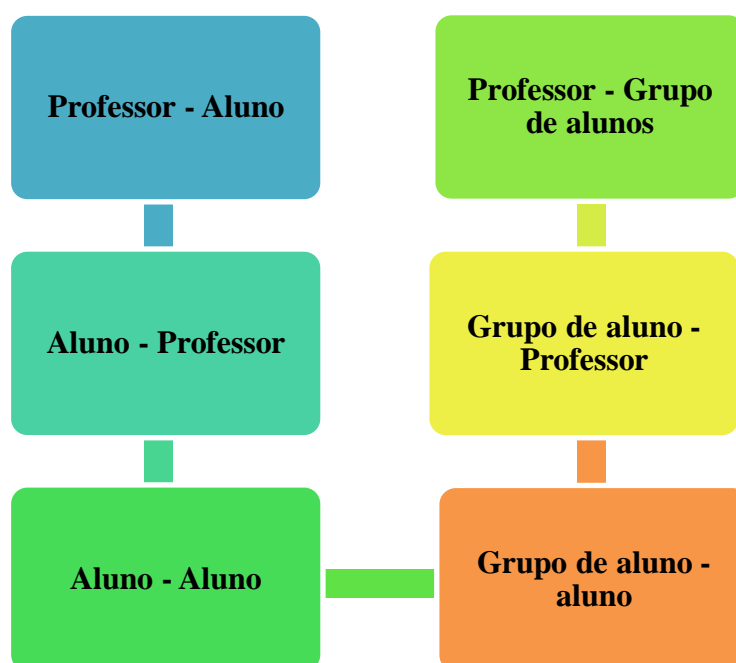 Professor - Aluno
Aluno - Professor
Aluno - Aluno
Grupo de aluno -
aluno
Grupo de aluno -
Professor
Professor - Grupo
de alunos